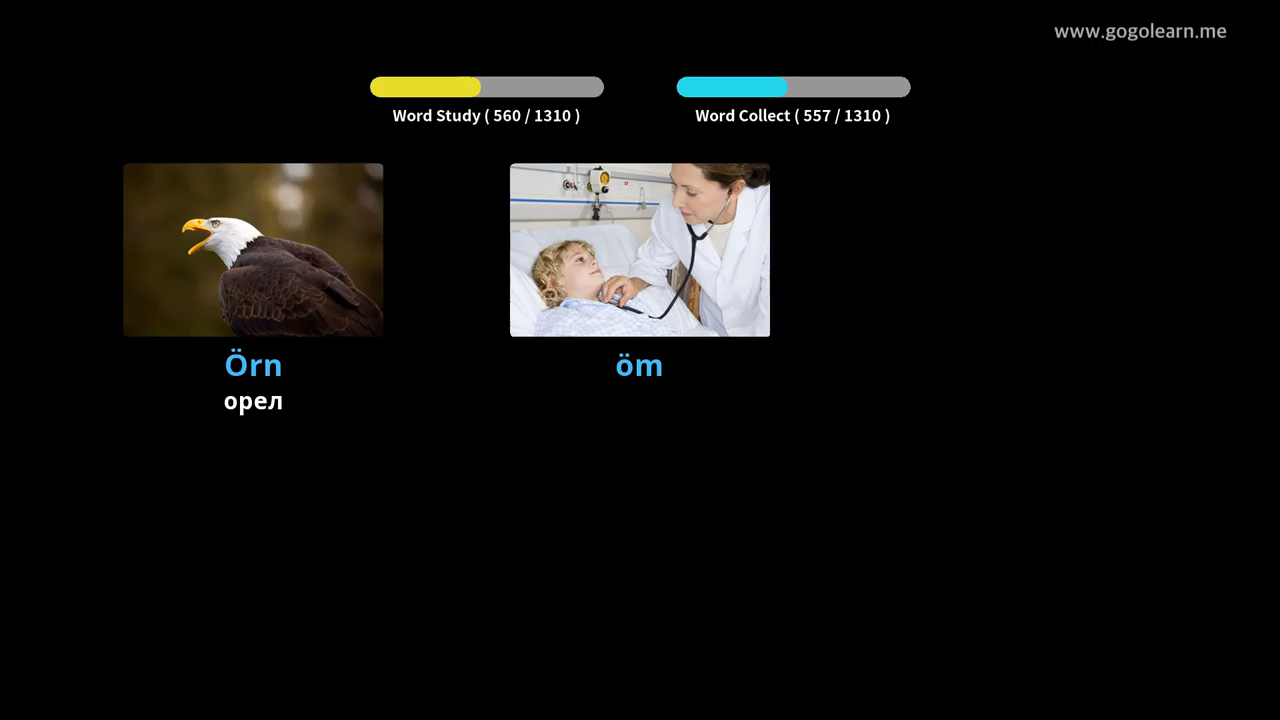 www.gogolearn.me
Word Study ( 560 / 1310 )
Word Collect ( 557 / 1310 )
Örn
орел
öm